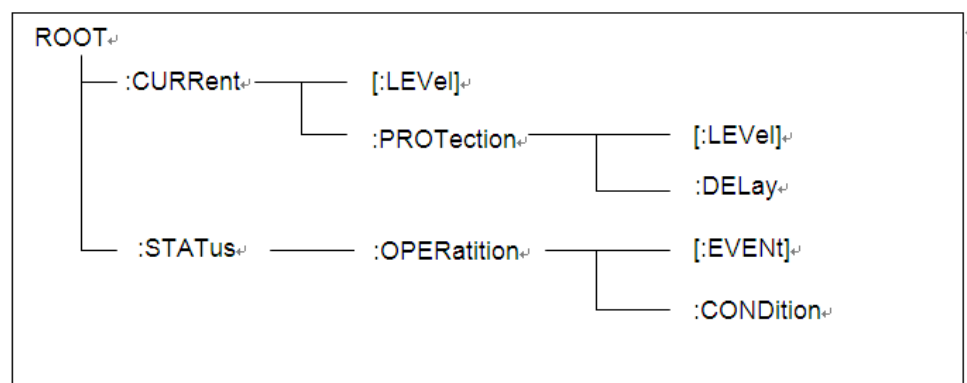 ROOT
:CURRent [:LEVel]
:PROTection [:LEVel]
:DELay
:STATus :OPERatition [:EVENt]
:CONDition